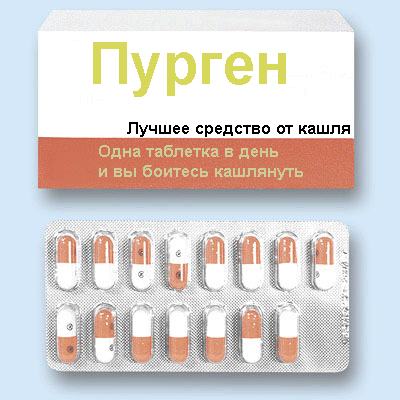 Пурген
Лучшее средство от кашля
Одна таблетка в день
и вы боитесь кашлянуть